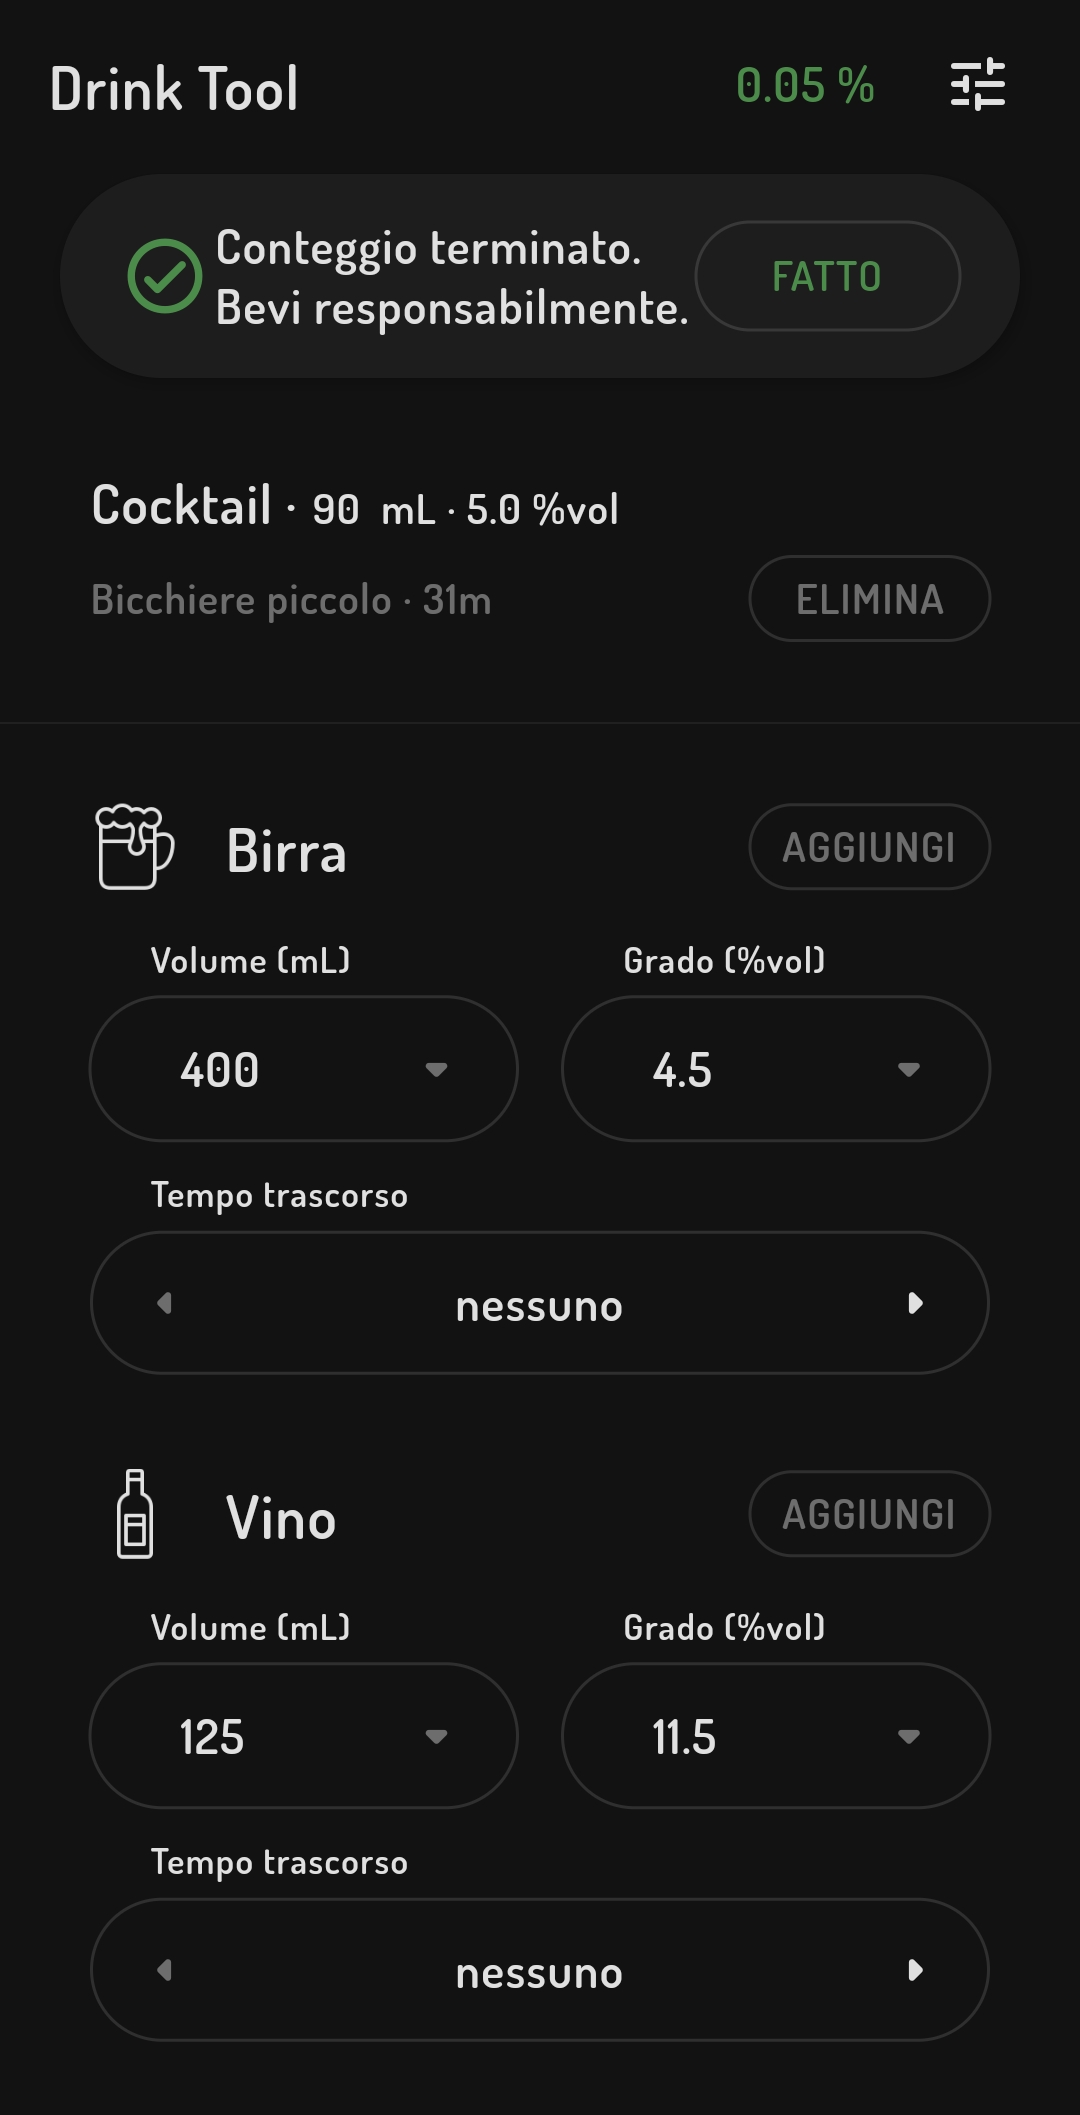 Drink Tool
0.05 %
Conteggio terminato.
Bevi responsabilmente.
FATTO
Cocktail · 90 mL · 5.0 %vol
Bicchiere piccolo · 31m
ELIMINA
Birra
AGGIUNGI
Volume (mL)
Grado (%vol)
400
4.5
Tempo trascorso
nessuno
Vino
AGGIUNGI
Volume (mL)
Grado (%vol)
125
11.5
Tempo trascorso
nessuno